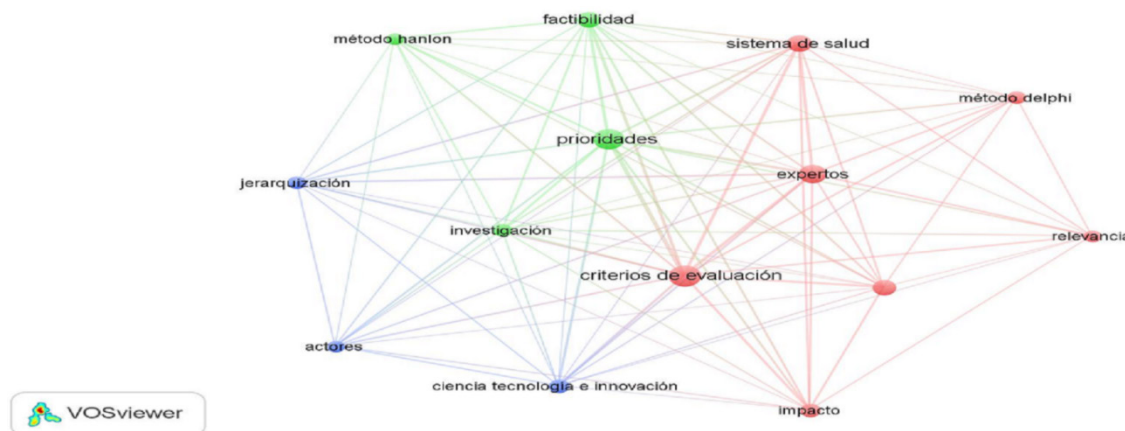 factibilidad
método hanlon
sistema de salud
método delphi
prioridades
expertos
jerarquización
investigación
relevancia
criterios de evaluación
actores
ciencia tecnología e innovación
impacto
VOSviewer